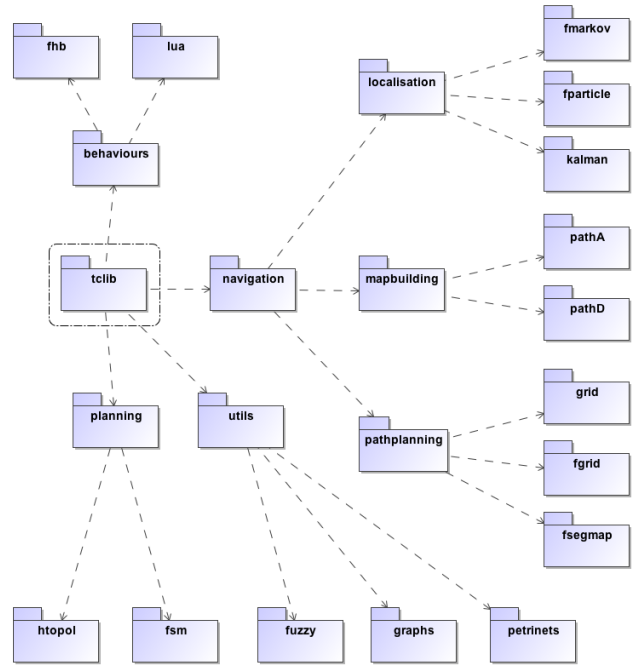 fhb
lua
fmarkov
localisation
fparticle
behaviours
kalman
pathA
tclib
navigation
mapbuilding
pathD
grid
planning
utils
pathplanning
fgrid
fsegmap
htopol
fsm
fuzzy
graphs
petrinets